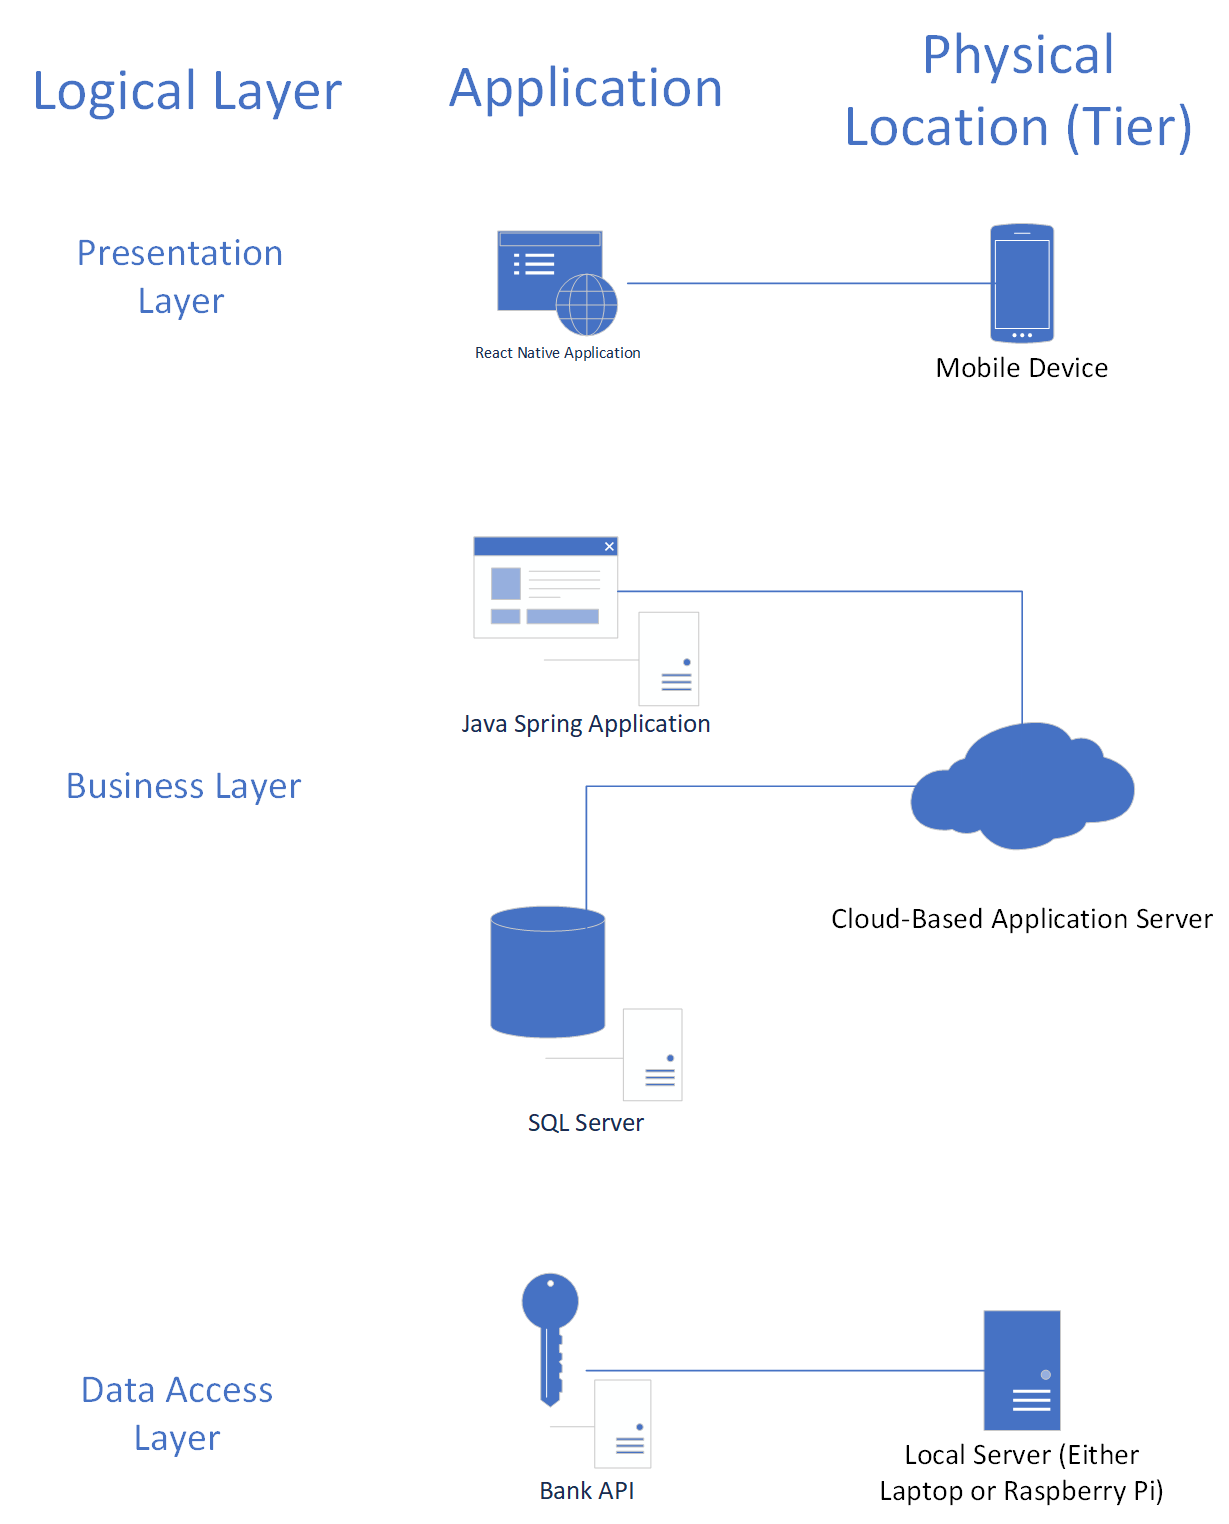 Logical Layer
Application
Physical
Location (Tier)
Presentation
Layer
React Native Application
Mobile Device
Java Spring Application
Business Layer
Cloud-Based Application Server
SQL Server
Data Access
Layer
Bank API
Local Server (Either
Laptop or Raspberry Pi)